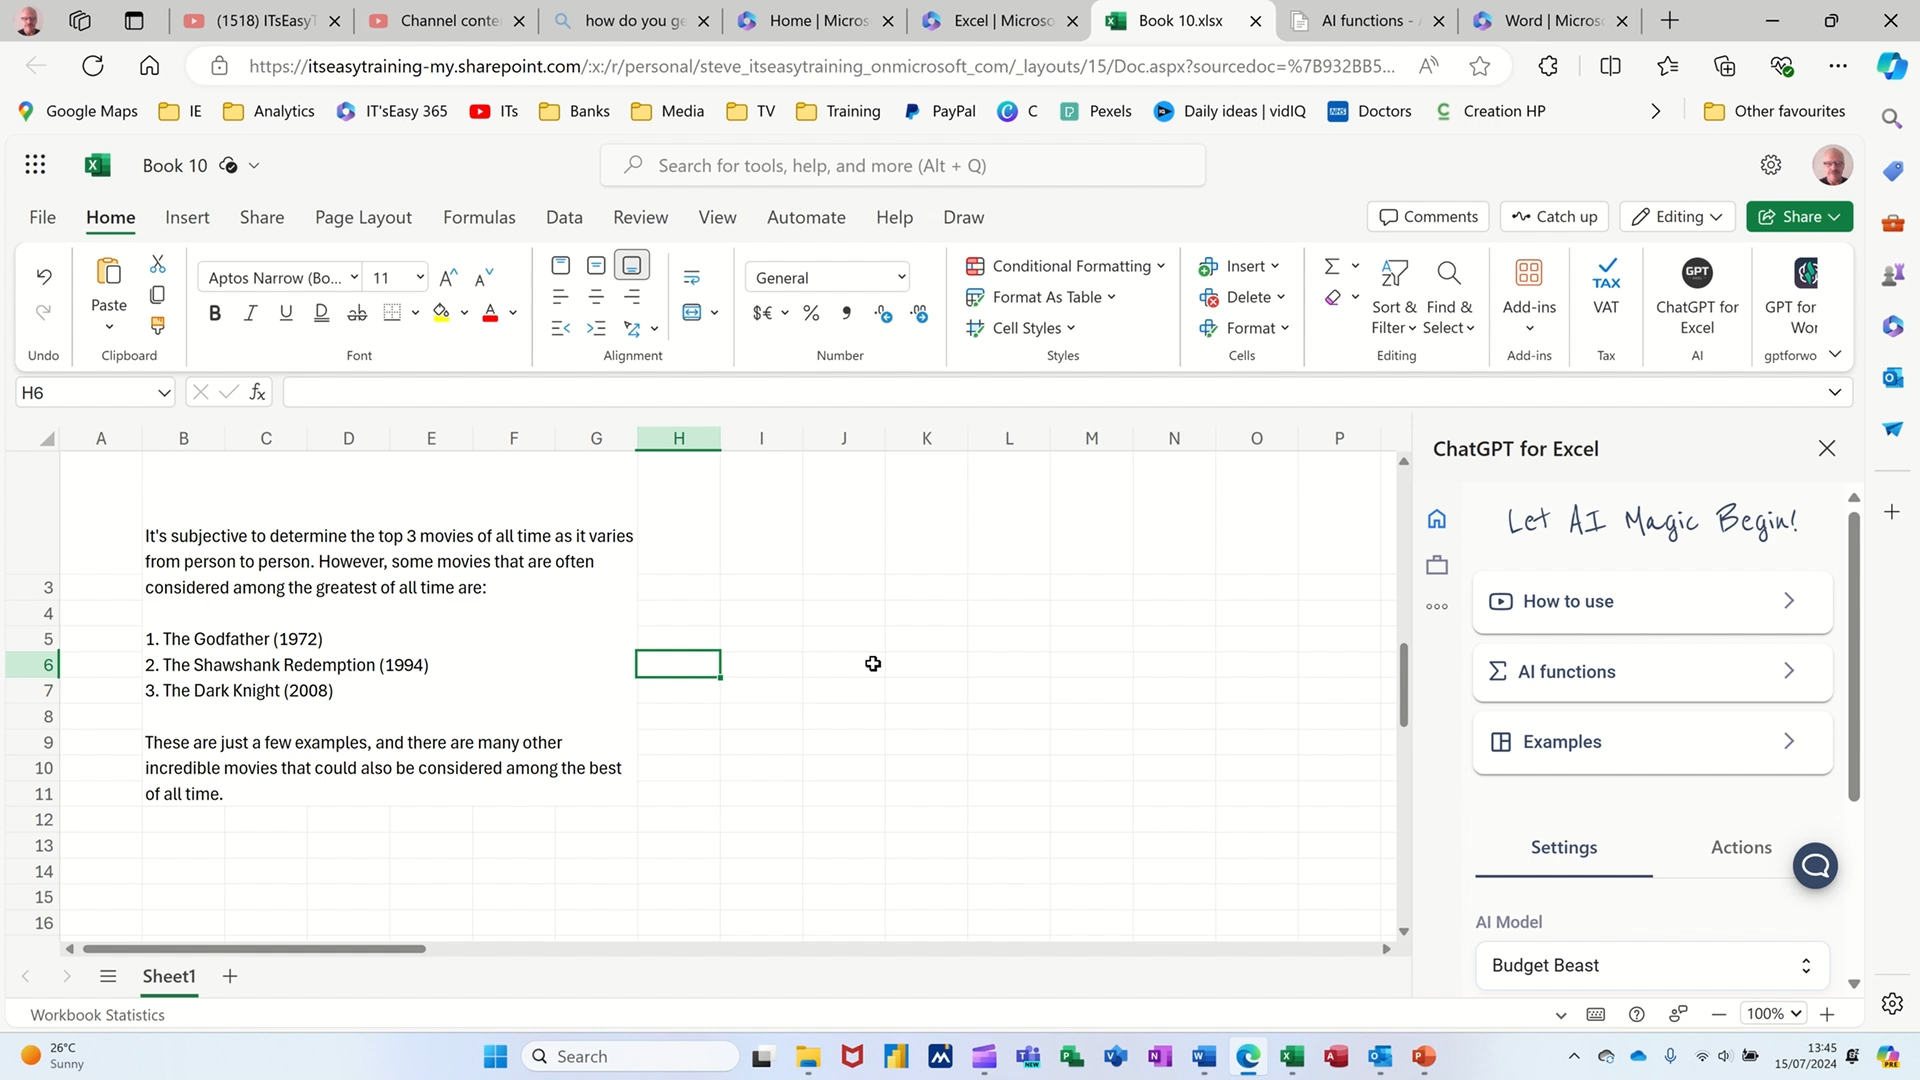 (1518) ITsEasyT
Channel conte
how do you ge
Home | Micros
Excel | Microso
Book 10.xlsx
AI functions -
Word | Micros
https://itseasytraining-my.sharepoint.com/:x:/r/personal/steve_itseasytraining_onmicrosoft_com/_layouts/15/Doc.aspx?sourcedoc=%7B932BB5...
Google Maps
IE
Analytics
IT'sEasy 365
ITs
Banks
Media
TV
Training
PayPal
C
Pexels
Daily ideas | vidIQ
Doctors
Creation HP
Other favourites
Book 10
Search for tools, help, and more (Alt + Q)
File
Home
Insert
Share
Page Layout
Formulas
Data
Review
View
Automate
Help
Draw
Comments
Catch up
Editing
Share
Paste
Aptos Narrow (Bo...
11
General
Conditional Formatting
Format As Table
Cell Styles
Insert
Delete
Format
Sort &
Filter
Find &
Select
Add-ins
TAX
VAT
GPT
ChatGPT for
Excel
GPT for
Wor
Undo
Clipboard
Font
Alignment
Number
Styles
Cells
Editing
Add-ins
Tax
AI
gptforwo
H6
fx
A B C D E F G H I J K L M N O P
It's subjective to determine the top 3 movies of all time as it varies
from person to person. However, some movies that are often
3 considered among the greatest of all time are:
4
5 1. The Godfather (1972)
6 2. The Shawshank Redemption (1994)
7 3. The Dark Knight (2008)
8
9 These are just a few examples, and there are many other
10 incredible movies that could also be considered among the best
11 of all time.
12
13
14
15
16
ChatGPT for Excel
Let AI Magic Begin!
How to use
AI functions
Examples
Settings
Actions
AI Model
Budget Beast
Sheet1
Workbook Statistics
100%
26°C
Sunny
Search
13:45
15/07/2024